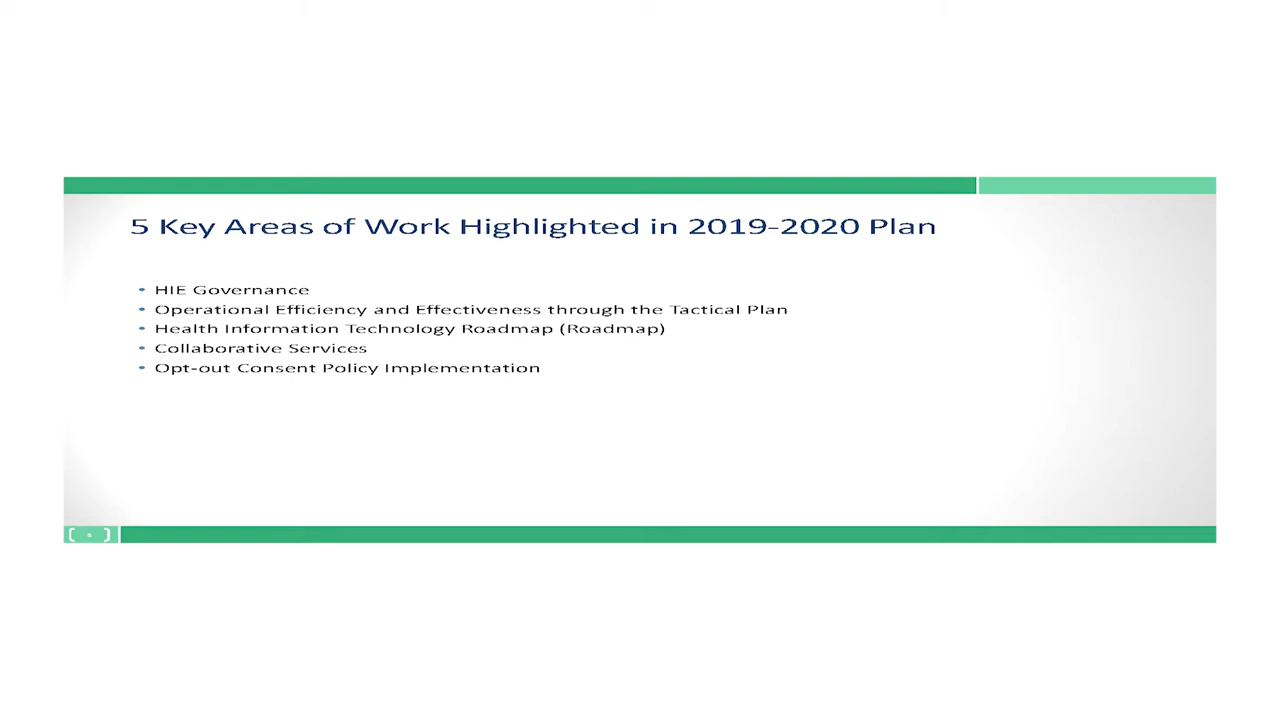 5 Key Areas of Work Highlighted in 2019-2020 Plan
• HIE Governance
• Operational Efficiency and Effectiveness through the Tactical Plan
• Health Information Technology Roadmap (Roadmap)
• Collaborative Services
• Opt-out Consent Policy Implementation